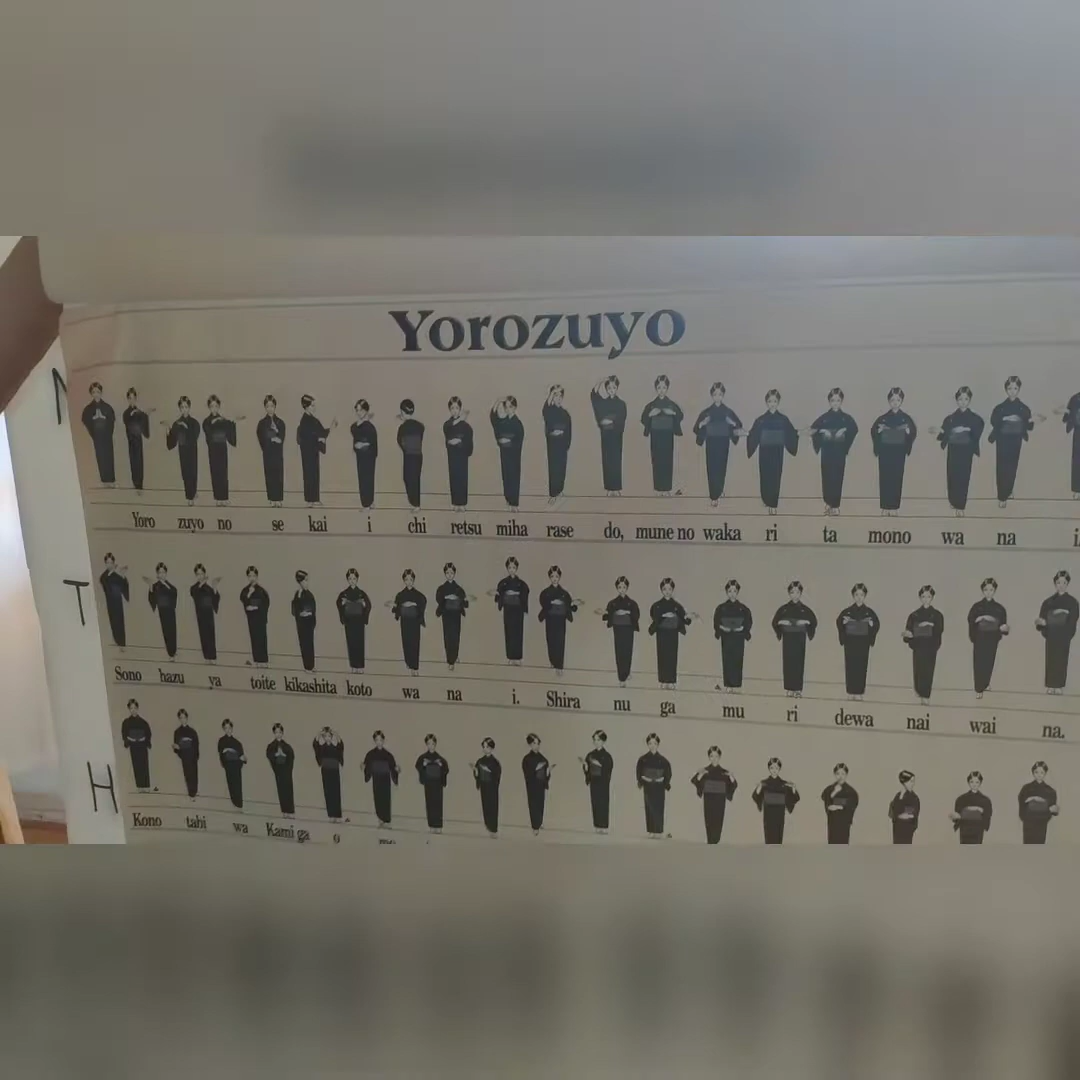 Yorozuyo
Yoro zuyo no se kai i chi retsu miha rase do, mune no waka ri ta mono wa na i.
Sono hazu ya toite kikashita koto wa na i. Shira nu ga mu ri dewa nai wai na.
Kono tabi wa Kami ga o
T
H